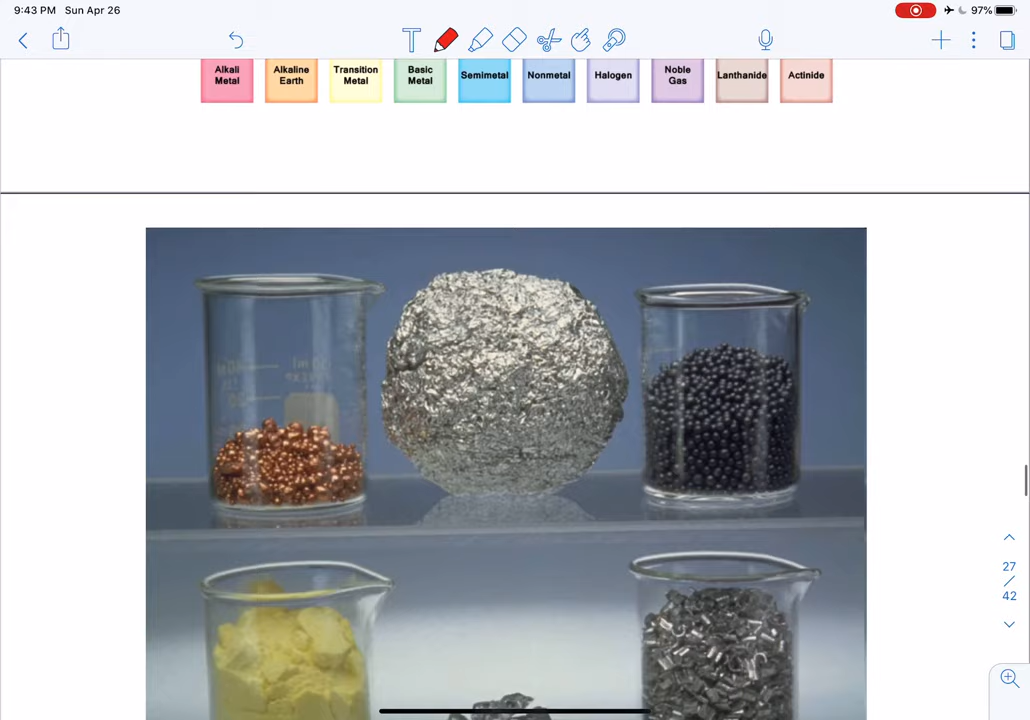 9:43 PM Sun Apr 26 97%
Alkali Metal
Alkaline Earth
Transition Metal
Basic Metal
Semimetal
Nonmetal
Halogen
Noble Gas
Lanthanide
Actinide
27
/
42